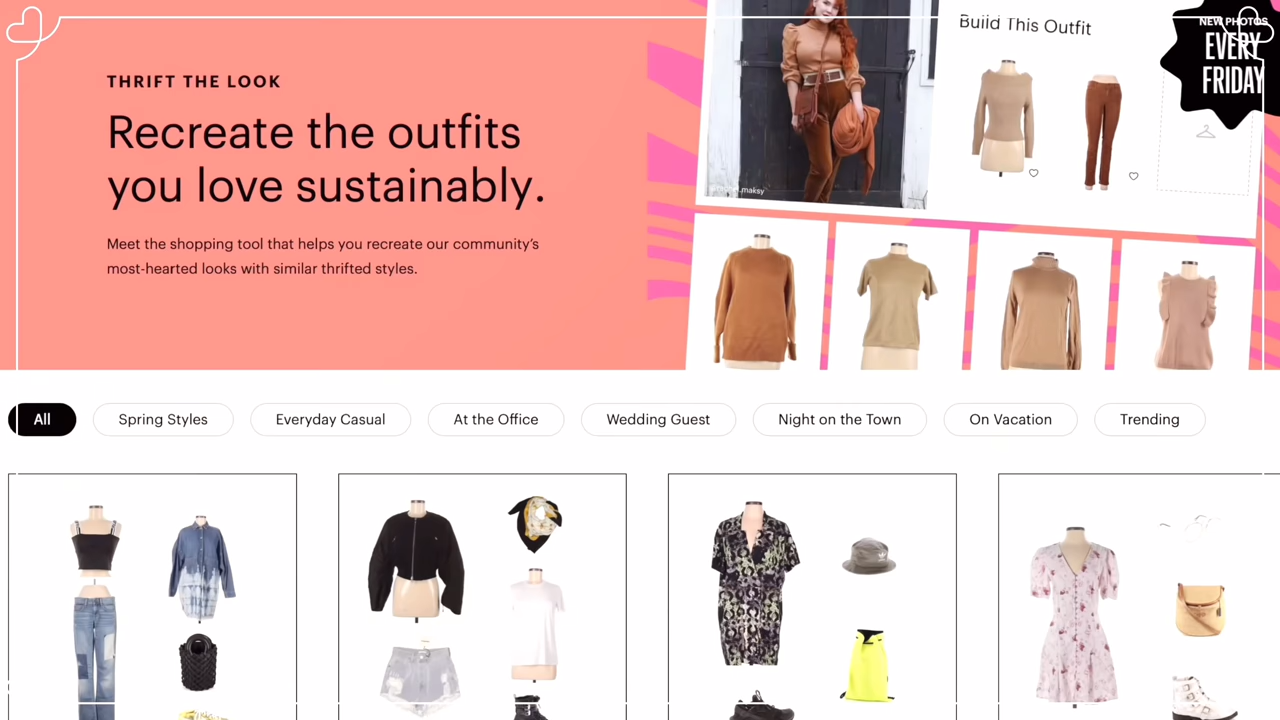 THRIFT THE LOOK
Recreate the outfits
you love sustainably.
Meet the shopping tool that helps you recreate our community's
most-hearted looks with similar thrifted styles.
Build This Outfit
NEW PHOTOS
EVERY
FRIDAY
All
Spring Styles
Everyday Casual
At the Office
Wedding Guest
Night on the Town
On Vacation
Trending